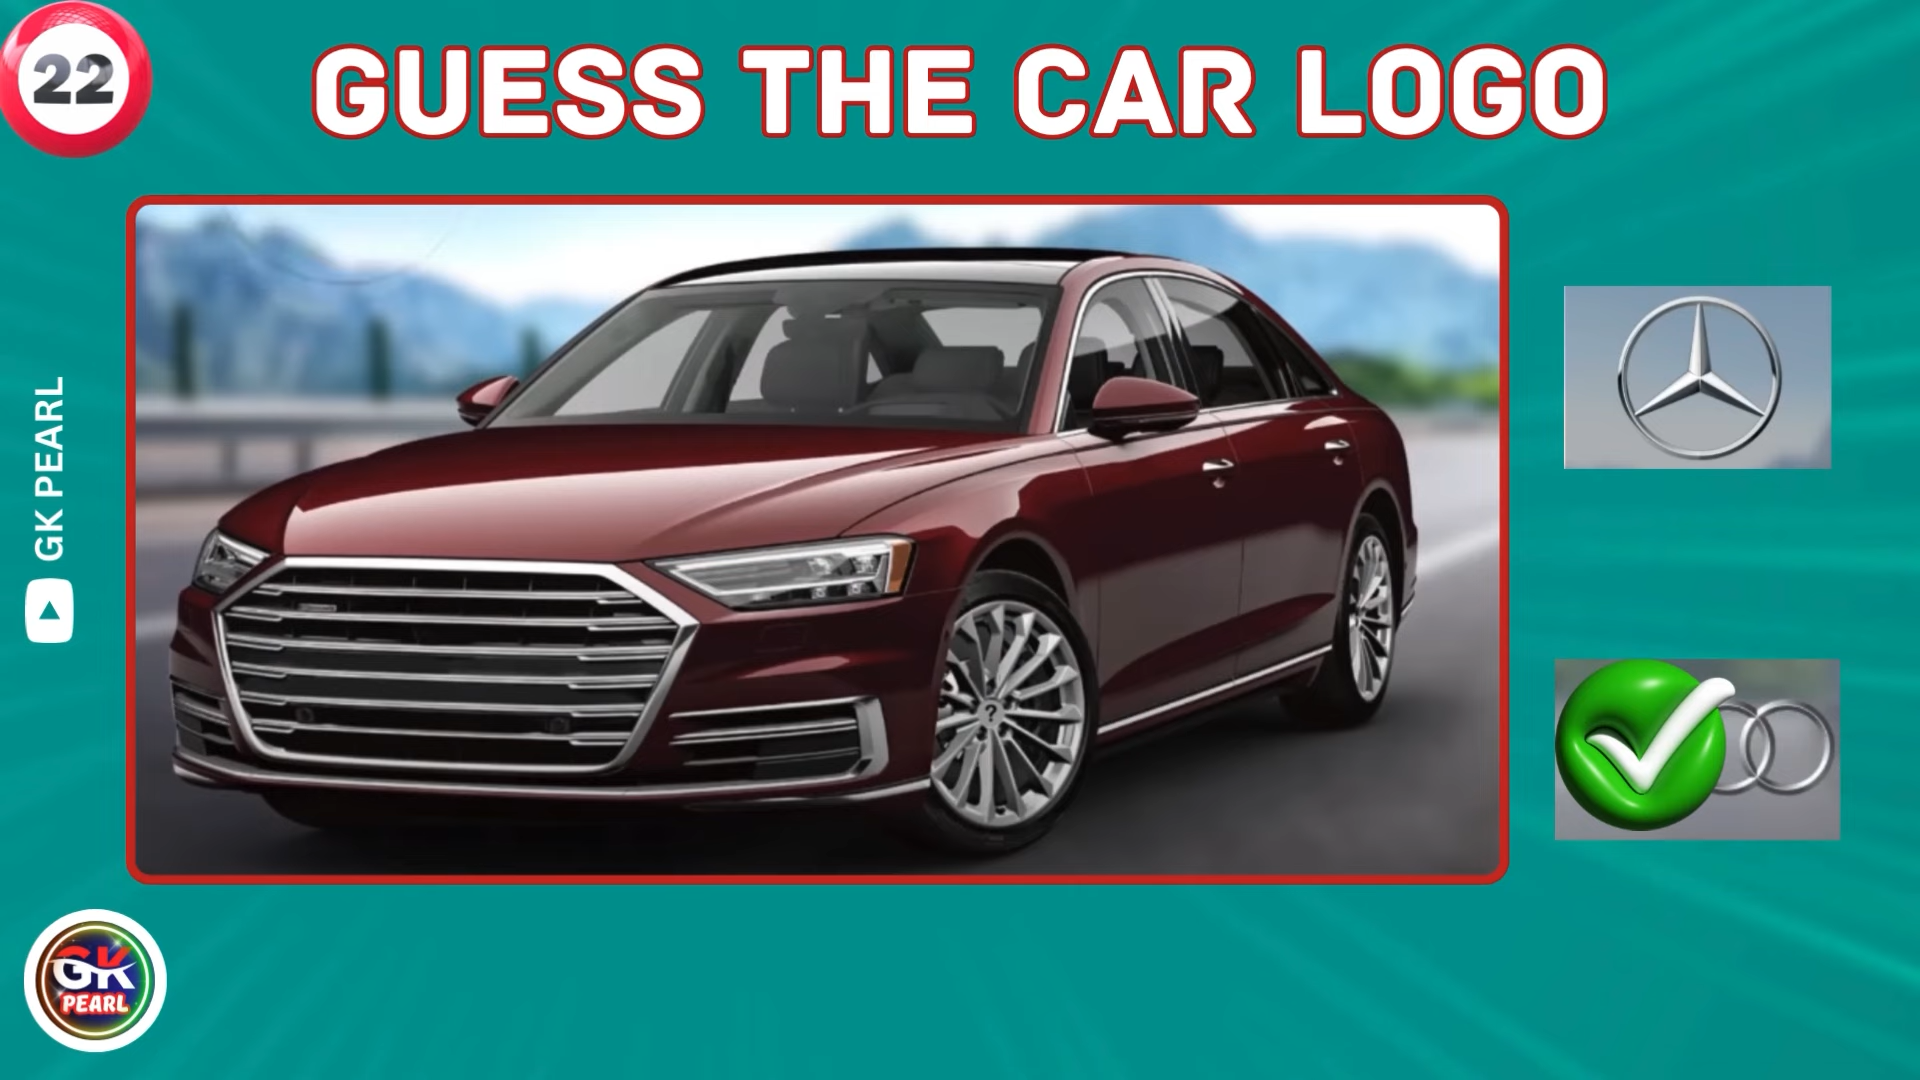 22
GUESS THE CAR LOGO
GK PEARL
?
GK
PEARL